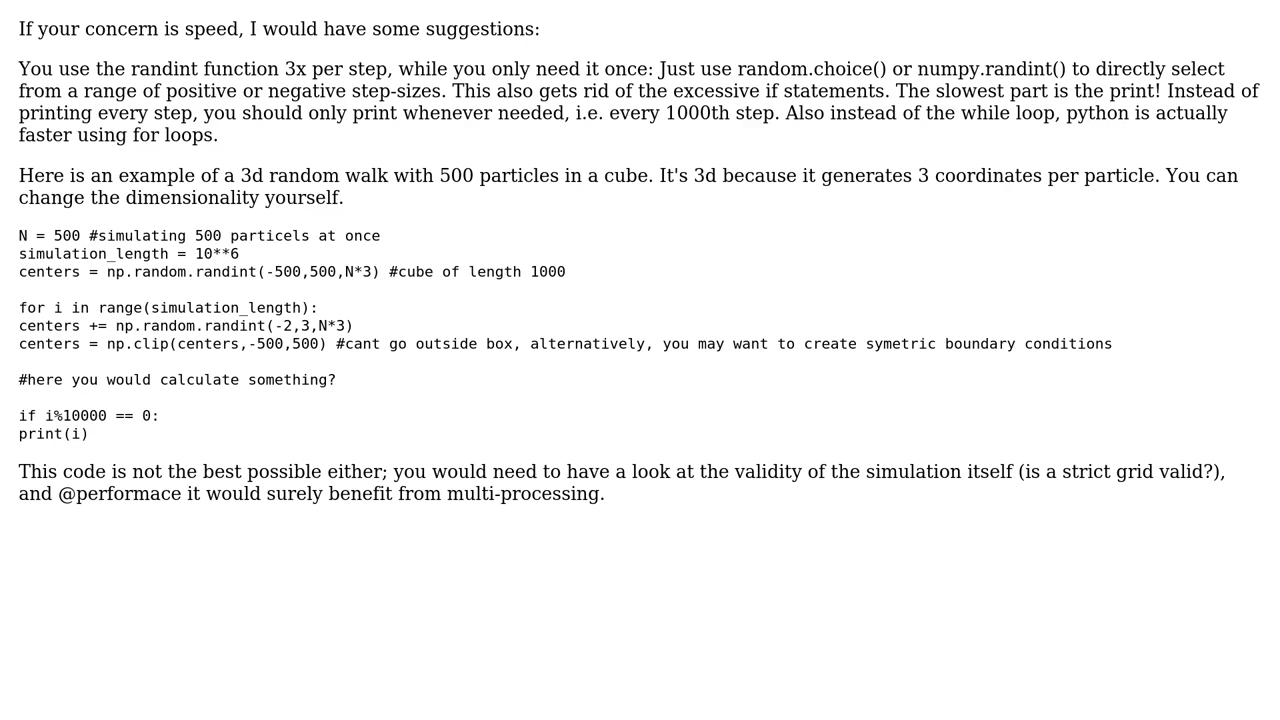 If your concern is speed, I would have some suggestions:
You use the randint function 3x per step, while you only need it once: Just use random.choice() or numpy.randint() to directly select
from a range of positive or negative step-sizes. This also gets rid of the excessive if statements. The slowest part is the print! Instead of
printing every step, you should only print whenever needed, i.e. every 1000th step. Also instead of the while loop, python is actually
faster using for loops.
Here is an example of a 3d random walk with 500 particles in a cube. It's 3d because it generates 3 coordinates per particle. You can
change the dimensionality yourself.
N = 500 #simulating 500 particels at once
simulation_length = 10**6
centers = np.random.randint(-500,500,N*3) #cube of length 1000
for i in range(simulation_length):
centers += np.random.randint(-2,3,N*3)
centers = np.clip(centers,-500,500) #cant go outside box, alternatively, you may want to create symetric boundary conditions
#here you would calculate something?
if i%10000 == 0:
print(i)
This code is not the best possible either; you would need to have a look at the validity of the simulation itself (is a strict grid valid?),
and @performace it would surely benefit from multi-processing.